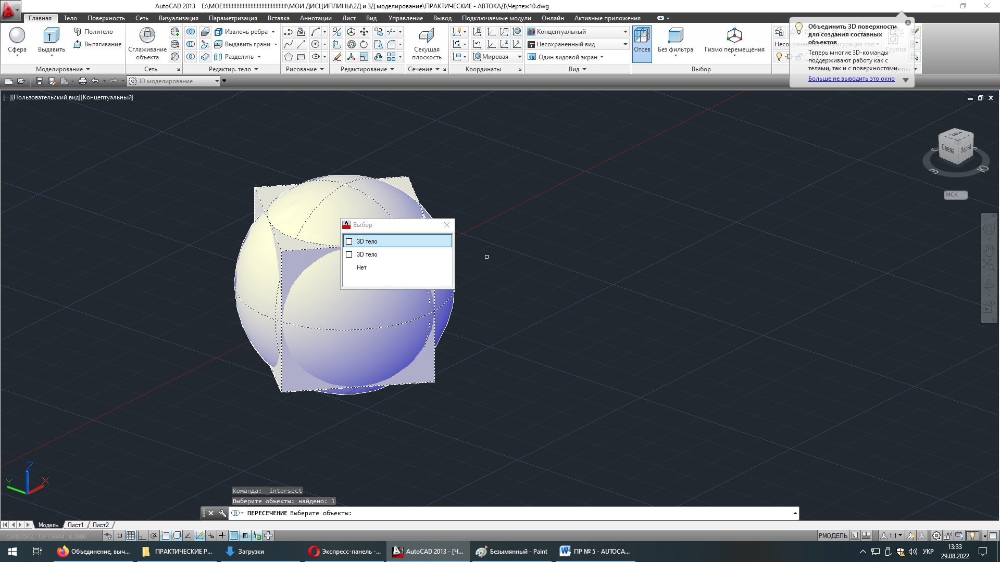 AutoCAD 2013 E:\МОЕ!!!!!!!!!!!!!!!!!!!!!!!!!!!!!!!!!!!!!!!!!!\МОИ ДИСЦИПЛИНЫ\2Д и 3Д моделирование\ПРАКТИЧЕСКИЕ - АВТОКАД\Чертеж10.dwg
Главная Тело Поверхность Сеть Визуализация Параметризация Вставка Аннотации Лист Вид Управление Вывод Подключаемые модули Онлайн Активные приложения
Сфера
Выдавить
Политело
Вытягивание
Моделирование
Сглаживание
объекта
Сеть
Извлечь ребра
Выдавить грани
Разделить
Редактир. тело
Рисование
Редактирование
Секущая
плоскость
Сечение
Мировая
Координаты
Концептуальный
Несохраненный вид
Один видовой экран
Вид
Отсев
Без фильтра
Гизмо перемещения
Выбор
Объединить 3D поверхности
для создания составных
объектов
Теперь многие 3D-команды
поддерживают работу как с
телами, так и с поверхностями.
Больше не выводить это окно
3D моделирование
[−][Пользовательский вид][Концептуальный]
Слева
Перед
З
Ю
МСК
Выбор
3D тело
3D тело
Нет
Z
Y
X
Команда: _intersect
Выберите объекты: найдено: 1
ПЕРЕСЕЧЕНИЕ Выберите объекты:
Модель Лист1 Лист2
5940.8542, 1377.6344 , 0.0000
РМОДЕЛЬ
1:1
Объединение, выч...
ПРАКТИЧЕСКИЕ Р...
Загрузки
Экспресс-панель -...
AutoCAD 2013 - [Ч...
Безымянный - Paint
ПР № 5 - AUTOCA...
УКР
13:33
29.08.2022